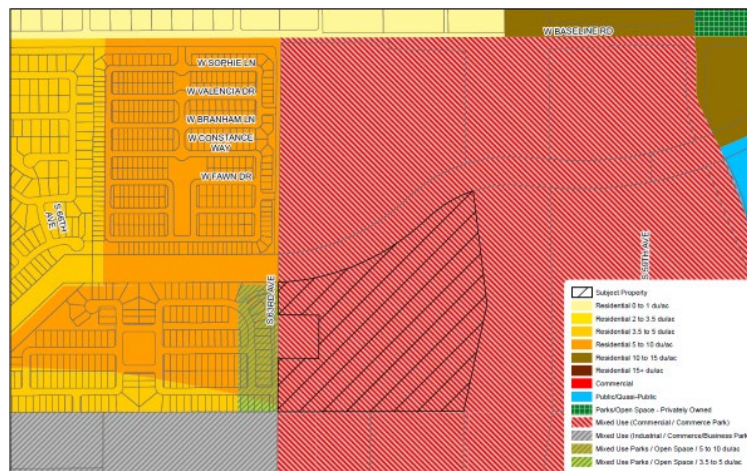 W BASELINE RD
W SOPHIE LN
W VALENCIA DR
W BRANHAM LN
W CONSTANCE
WAY
W FAWN DR
S 66TH
AVE
S 63RD AVE
S 59TH AVE
Subject Property
Residential 0 to 1 du/ac
Residential 2 to 3.5 du/ac
Residential 3.5 to 5 du/ac
Residential 5 to 10 du/ac
Residential 10 to 15 du/ac
Residential 15+ du/ac
Commercial
Public/Quasi-Public
Parks/Open Space - Privately Owned
Mixed Use (Commercial / Commerce Park)
Mixed Use (Industrial / Commerce/Business Park
Mixed Use Parks / Open Space / 5 to 10 du/ac
Mixed Use Parks / Open Space / 3.5 to 5 du/ac